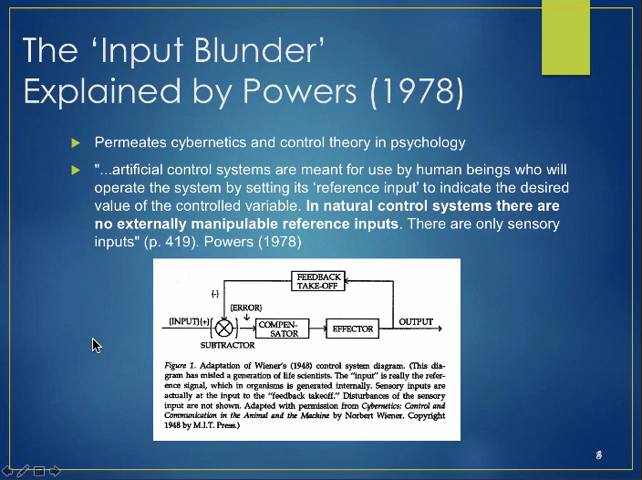 The ‘Input Blunder’
Explained by Powers (1978)
Permeates cybernetics and control theory in psychology
"...artificial control systems are meant for use by human beings who will
operate the system by setting its ‘reference input’ to indicate the desired
value of the controlled variable. In natural control systems there are
no externally manipulable reference inputs. There are only sensory
inputs" (p. 419). Powers (1978)
FEEDBACK
TAKE-OFF
(-)
(ERROR)
(INPUT)(+)
COMPEN-
SATOR
EFFECTOR
OUTPUT
SUBTRACTOR
Figure 1. Adaptation of Wiener's (1948) control system diagram. (This dia-
gram has misled a generation of life scientists. The "input" is really the refer-
ence signal, which in organisms is generated internally. Sensory inputs are
actually at the input to the "feedback takeoff." Disturbances of the sensory
input are not shown. Adapted with permission from Cybernetics: Control and
Communication in the Animal and the Machine by Norbert Wiener. Copyright
1948 by M.I.T. Press.)